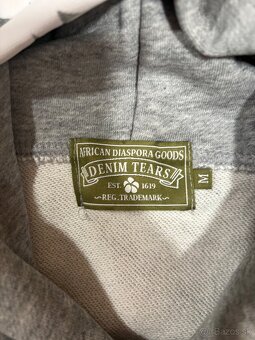 AFRICAN DIASPORA GOODS
DENIM TEARS
EST. 1619
REG. TRADEMARK
M